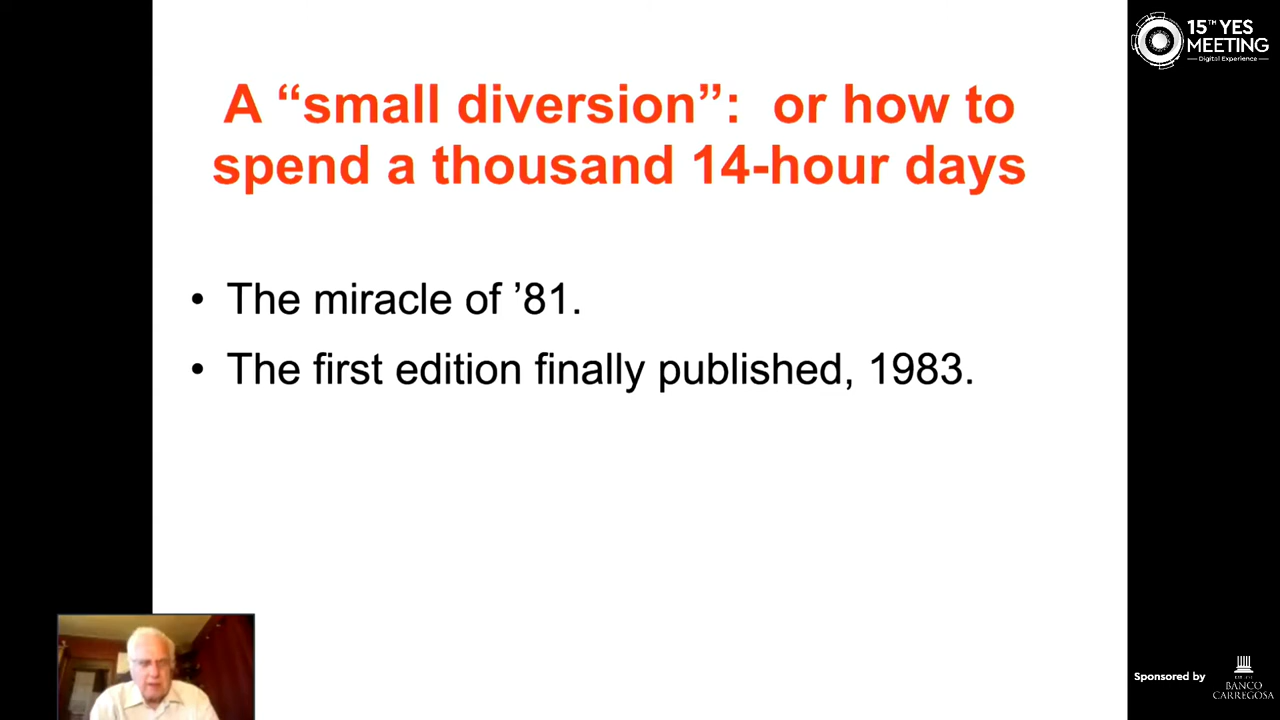 A “small diversion”:  or how to
spend a thousand 14-hour days
• The miracle of ’81.
• The first edition finally published, 1983.
15TH YES
MEETING
Digital Experience
Sponsored by
BANCO
CARREGOSA